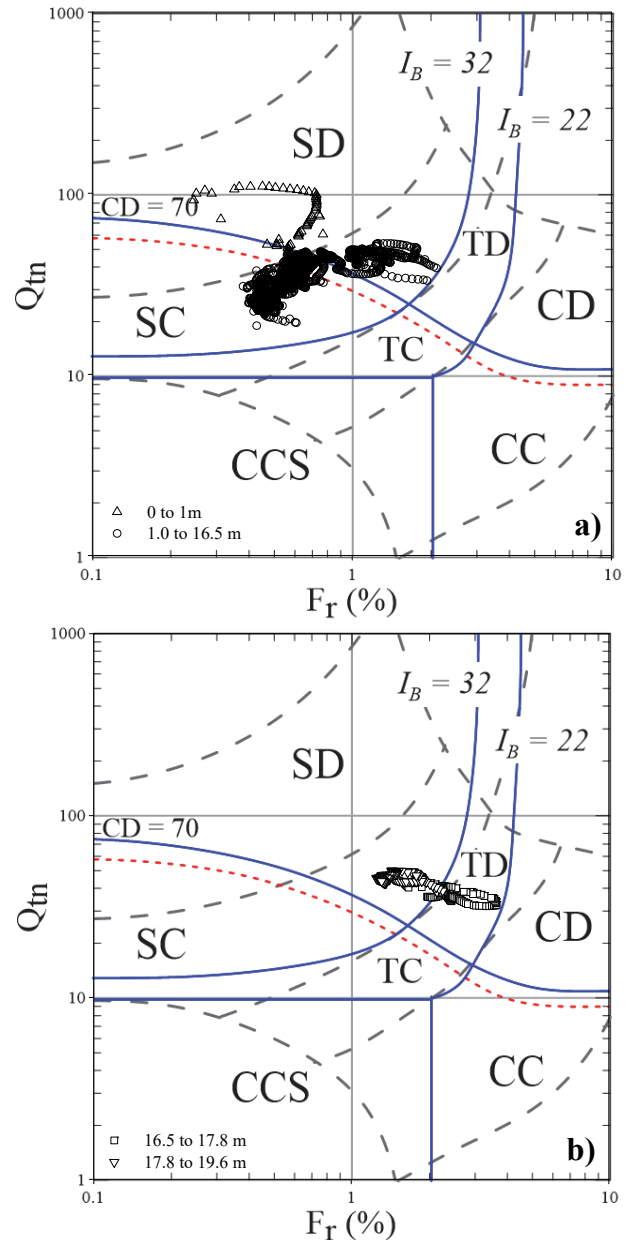 1000
I_B = 32
I_B = 22
SD
100
CD = 70
TD
Q_tn
CD
SC
TC
10
CCS
CC
0 to 1m
1.0 to 16.5 m
a)
1
0.1
1
10
F_r (%)
1000
I_B = 32
I_B = 22
SD
100
CD = 70
TD
Q_tn
CD
SC
TC
10
CCS
CC
16.5 to 17.8 m
17.8 to 19.6 m
b)
1
0.1
1
10
F_r (%)